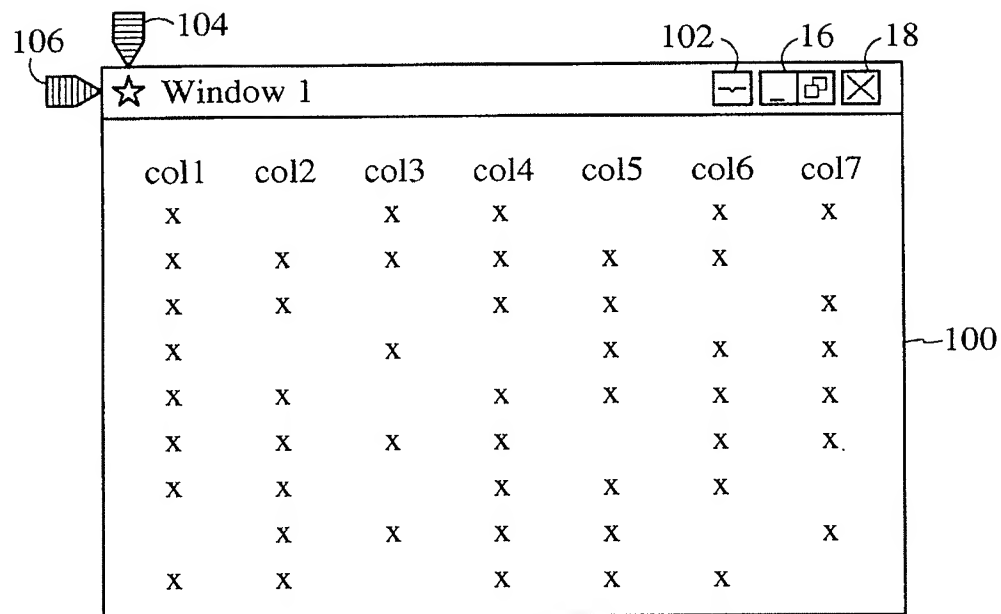 104
106
102 16 18
Window 1
col1 col2 col3 col4 col5 col6 col7
x x x x x
x x x x x x
x x x x x
100
x x x x x
x x x x x x
x x x x x x
x x x x x
x x x x x
x x x x x